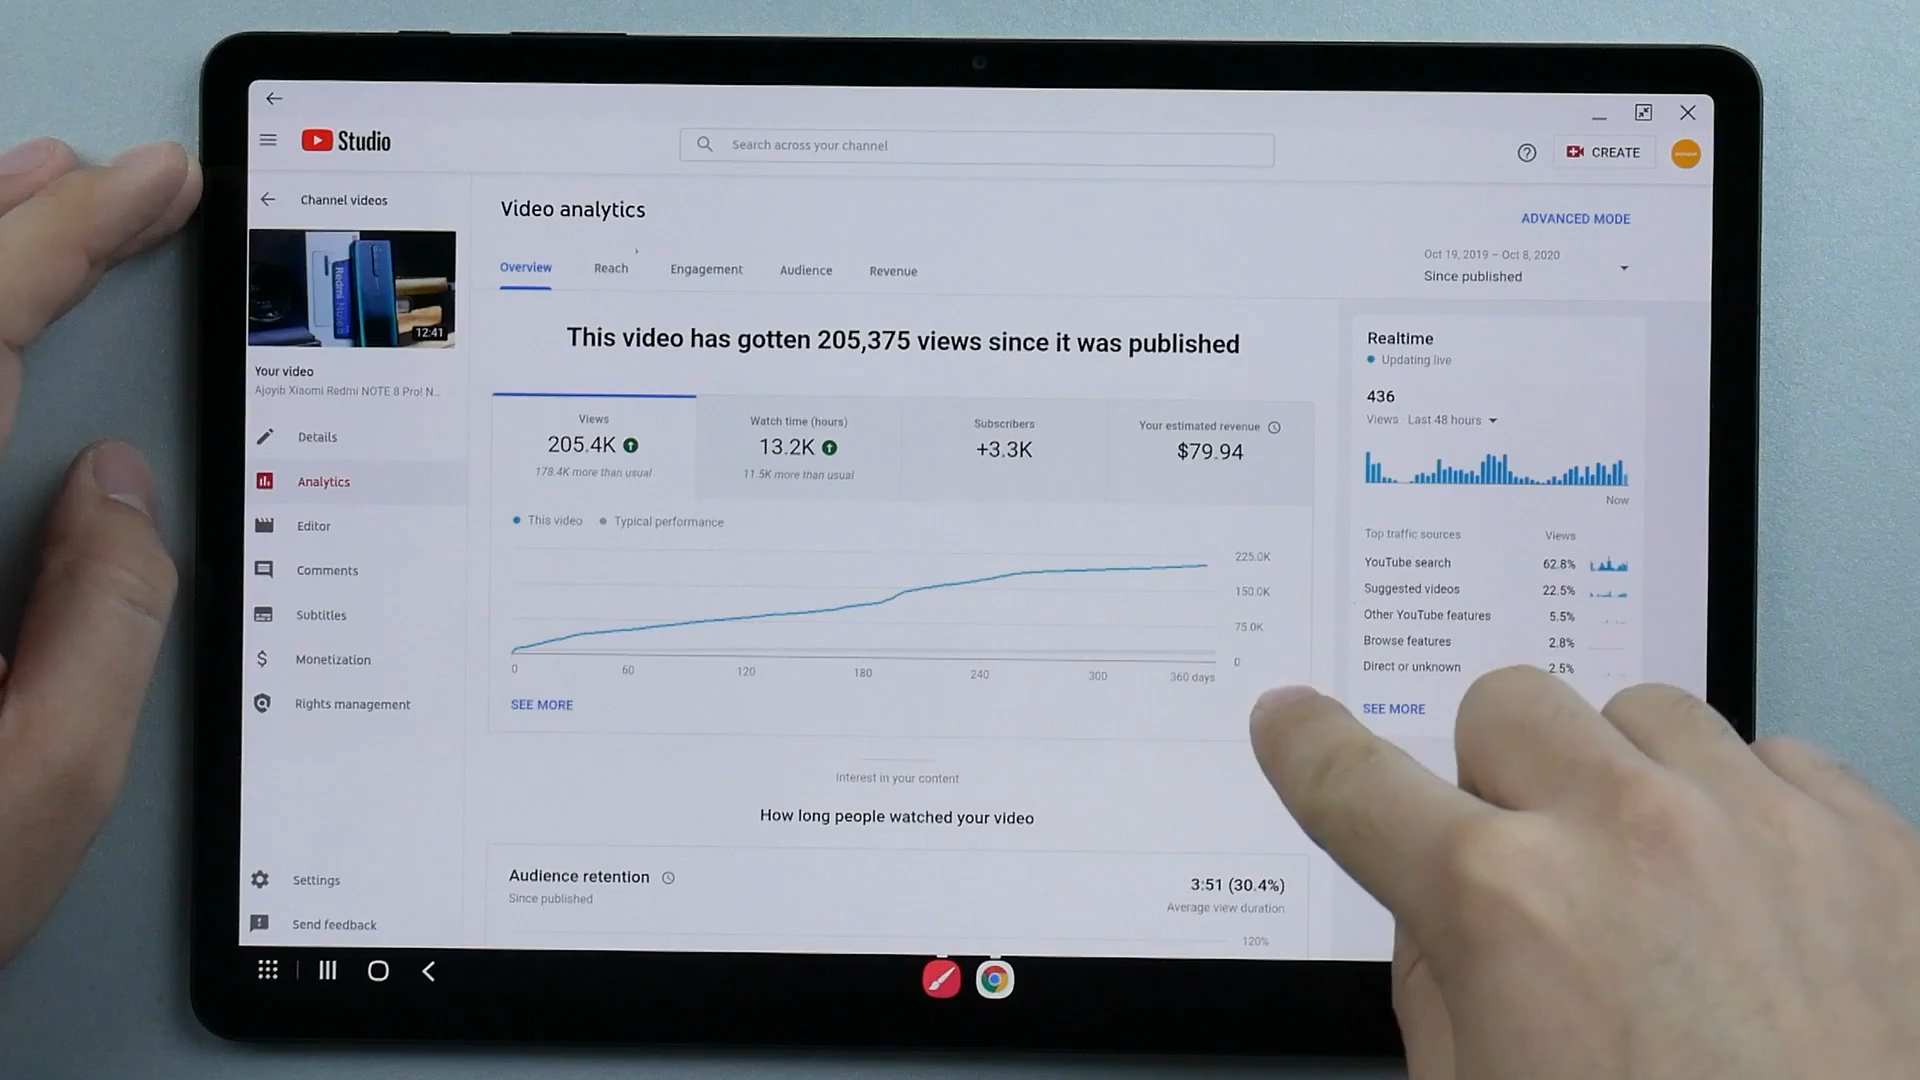 Studio
Search across your channel
CREATE
Channel videos
Video analytics
ADVANCED MODE
Oct 19, 2019 – Oct 8, 2020
Since published
Overview
Reach
Engagement
Audience
Revenue
12:41
This video has gotten 205,375 views since it was published
Your video
Ajoyib Xiaomi Redmi NOTE 8 Pro! N...
Details
Analytics
Editor
Comments
Subtitles
Monetization
Rights management
Settings
Send feedback
Views
205.4K
178.4K more than usual
Watch time (hours)
13.2K
11.5K more than usual
Subscribers
+3.3K
Your estimated revenue
$79.94
This video
Typical performance
225.0K
150.0K
75.0K
0
0 60 120 180 240 300 360 days
SEE MORE
Interest in your content
How long people watched your video
Audience retention
Since published
3:51 (30.4%)
Average view duration
120%
Realtime
Updating live
436
Views Last 48 hours
Now
Top traffic sources Views
YouTube search 62.8%
Suggested videos 22.5%
Other YouTube features 5.5%
Browse features 2.8%
Direct or unknown 2.5%
SEE MORE